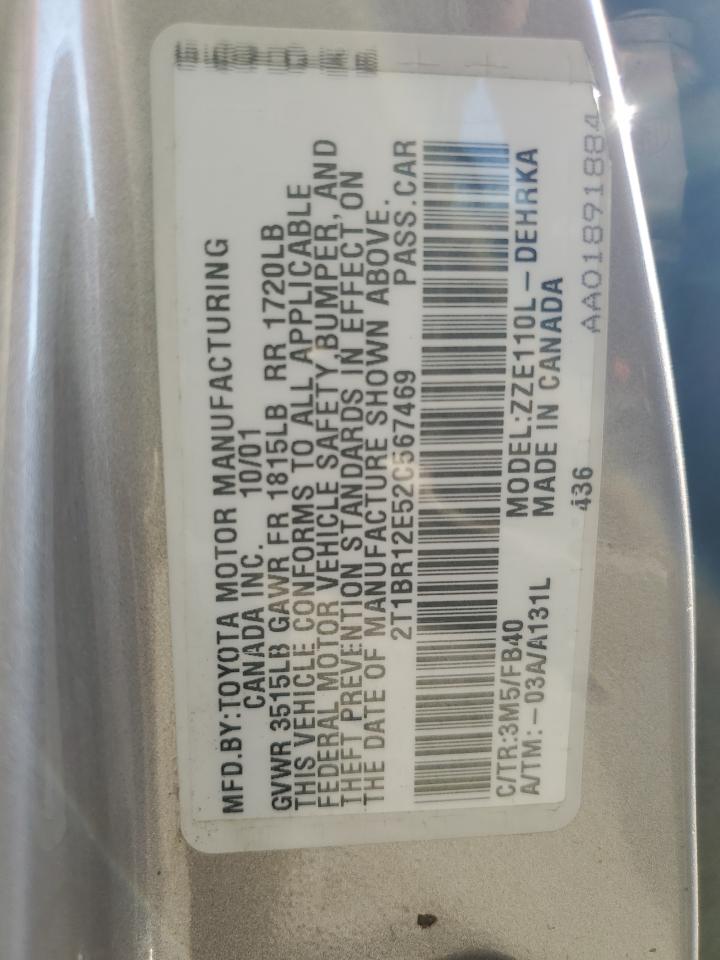 MFD.BY:TOYOTA MOTOR MANUFACTURING
CANADA INC. 10/01
GVWR 3515LB GAWR FR 1815LB RR 1720LB
THIS VEHICLE CONFORMS TO ALL APPLICABLE
FEDERAL MOTOR VEHICLE SAFETY,BUMPER, AND
THEFT PREVENTION STANDARDS IN EFFECT ON
THE DATE OF MANUFACTURE SHOWN ABOVE.
2T1BR12E52C567469 PASS.CAR
C/TR:3M5/FB40 MODEL:ZZE110L-DEHRKA
A/TM:-03A/A131L MADE IN CANADA
436 AA01891884